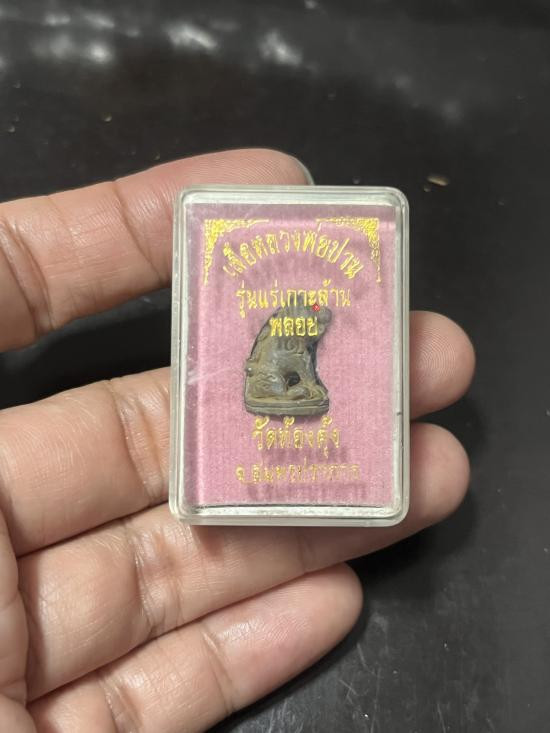 เสือหลวงพ่อปาน
รุ่นแร่เกาะล้าน
พลอย
วัดท้องคุ้ง
จ.สมุทรปราการ